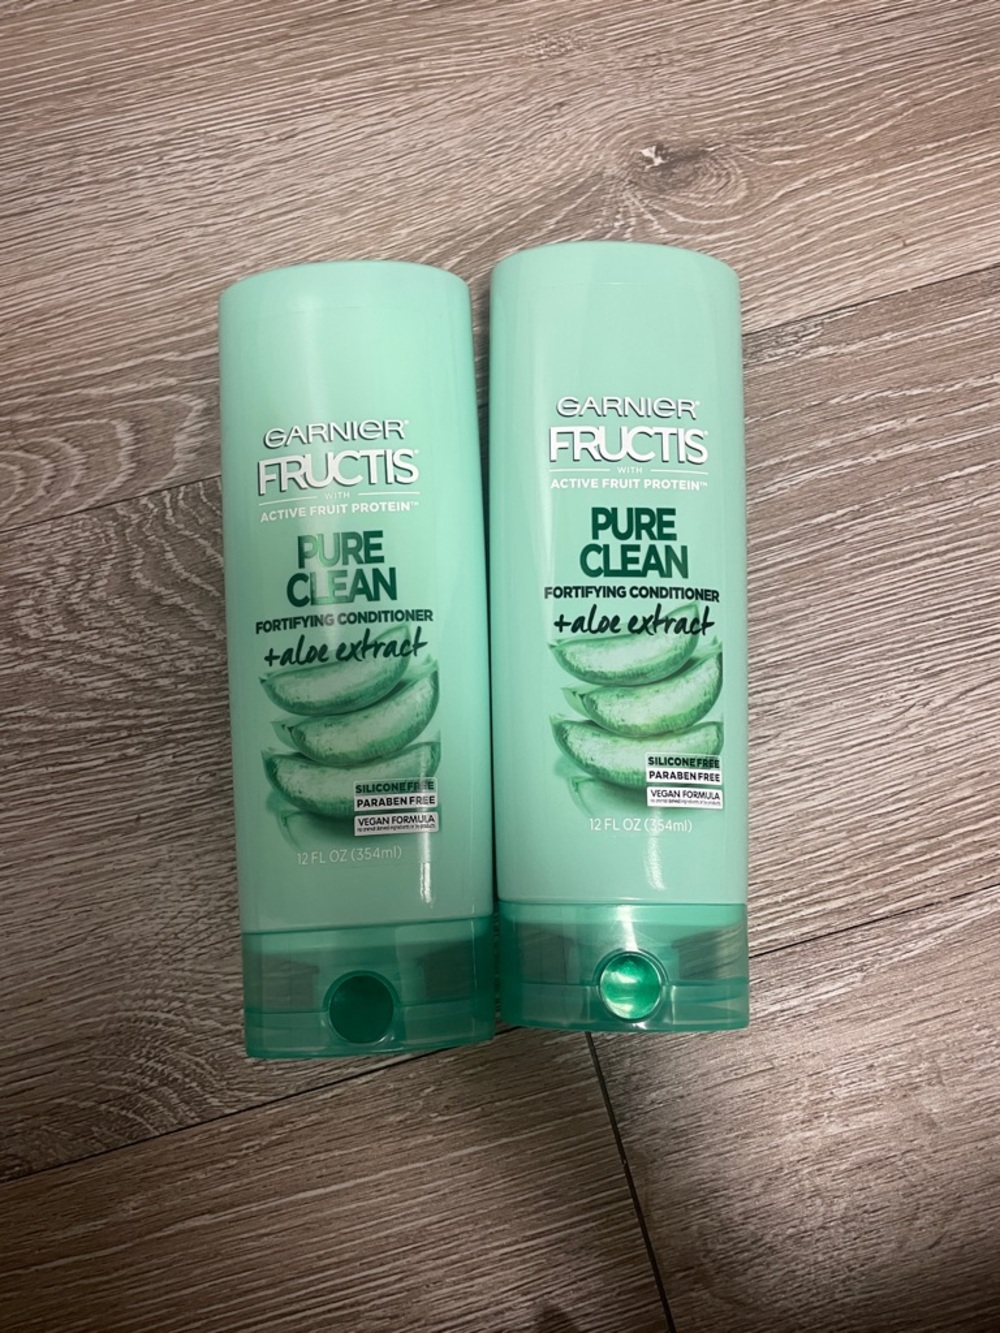 GARNIER®
FRUCTIS®
WITH
ACTIVE FRUIT PROTEIN™
PURE
CLEAN
FORTIFYING CONDITIONER
+aloe extract
SILICONE FREE
PARABEN FREE
VEGAN FORMULA
12 FL OZ (354ml)
GARNIER®
FRUCTIS®
WITH
ACTIVE FRUIT PROTEIN™
PURE
CLEAN
FORTIFYING CONDITIONER
+aloe extract
SILICONE FREE
PARABEN FREE
VEGAN FORMULA
12 FL OZ (354ml)